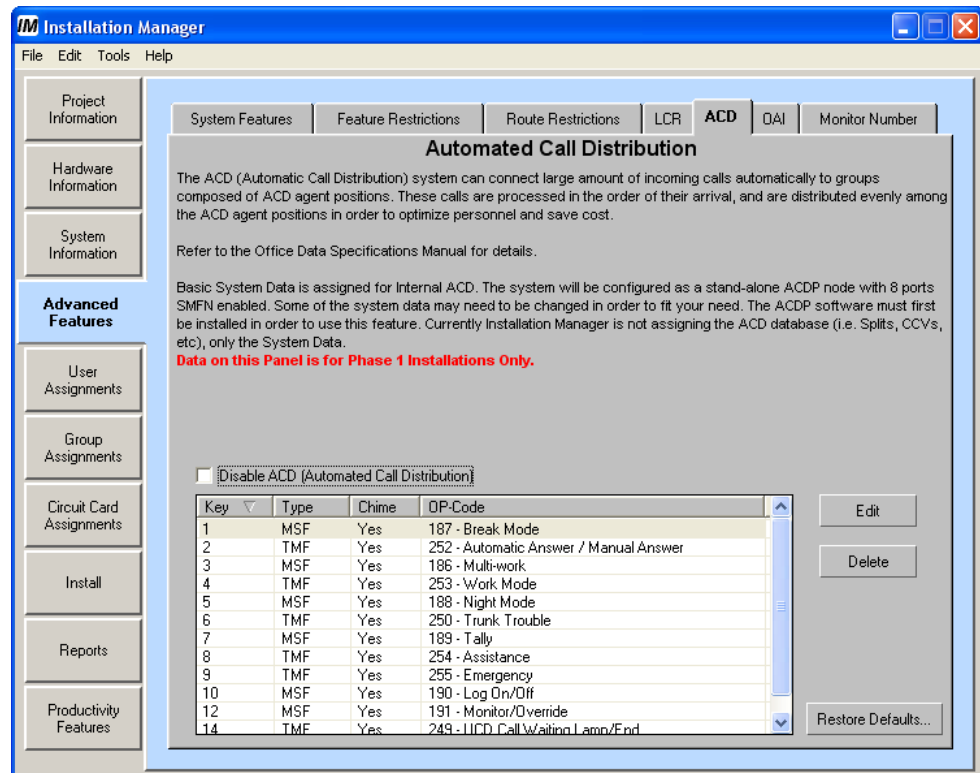 IM Installation Manager
File Edit Tools Help
Project
Information
Hardware
Information
System
Information
Advanced
Features
User
Assignments
Group
Assignments
Circuit Card
Assignments
Install
Reports
Productivity
Features
System Features Feature Restrictions Route Restrictions LCR ACD OAI Monitor Number
Automated Call Distribution
The ACD (Automatic Call Distribution) system can connect large amount of incoming calls automatically to groups
composed of ACD agent positions. These calls are processed in the order of their arrival, and are distributed evenly among
the ACD agent positions in order to optimize personnel and save cost.
Refer to the Office Data Specifications Manual for details.
Basic System Data is assigned for Internal ACD. The system will be configured as a stand-alone ACDP node with 8 ports
SMFN enabled. Some of the system data may need to be changed in order to fit your need. The ACDP software must first
be installed in order to use this feature. Currently Installation Manager is not assigning the ACD database (i.e. Splits, CCVs,
etc), only the System Data.
Data on this Panel is for Phase 1 Installations Only.
Disable ACD (Automated Call Distribution)
Key Type Chime OP-Code
1 MSF Yes 187 - Break Mode
2 TMF Yes 252 - Automatic Answer / Manual Answer
3 MSF Yes 186 - Multi-work
4 TMF Yes 253 - Work Mode
5 MSF Yes 188 - Night Mode
6 TMF Yes 250 - Trunk Trouble
7 MSF Yes 189 - Tally
8 TMF Yes 254 - Assistance
9 TMF Yes 255 - Emergency
10 MSF Yes 190 - Log On/Off
12 MSF Yes 191 - Monitor/Override
14 TMF Yes 249 - UCD Call Waiting Lamp/End
Edit
Delete
Restore Defaults...